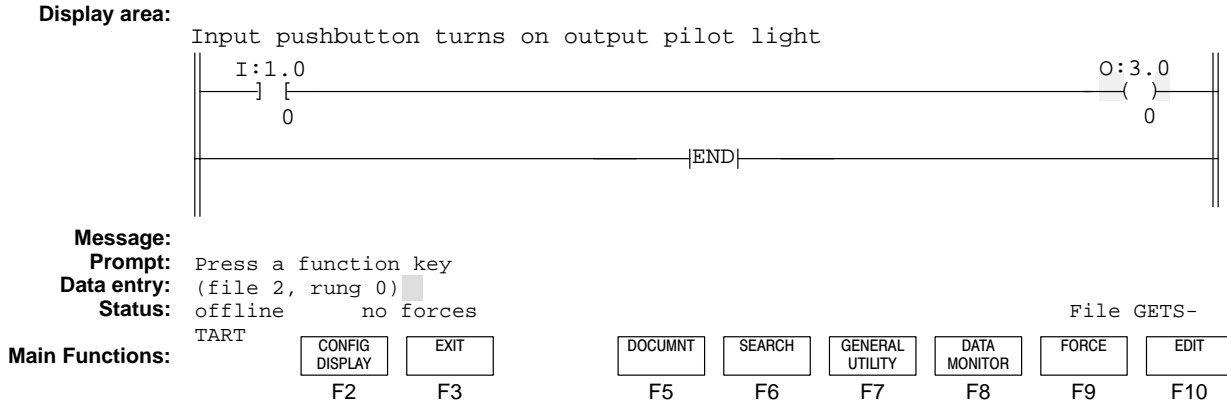 Display area:
Input pushbutton turns on output pilot light
I:1.0 O:3.0
] [ ( )
0 0
|END|
Message:
Prompt: Press a function key
Data entry: (file 2, rung 0)
Status: offline no forces File GETS-
TART
Main Functions: CONFIG DISPLAY EXIT DOCUMNT SEARCH GENERAL UTILITY DATA MONITOR FORCE EDIT
F2 F3 F5 F6 F7 F8 F9 F10